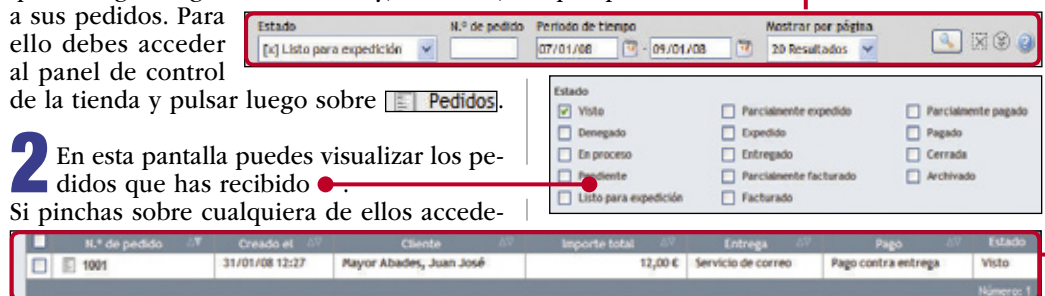 a sus pedidos. Para
ello debes acceder
al panel de control
de la tienda y pulsar luego sobre Pedidos.
2 En esta pantalla puedes visualizar los pe-
didos que has recibido .
Si pinchas sobre cualquiera de ellos accede-
Estado N.º de pedido Periodo de tiempo Mostrar por página
[x] Listo para expedición 07/01/08 - 09/01/08 20 Resultados
Estado
Visto Parcialmente expedido Parcialmente pagado
Denegado Expedido Pagado
En proceso Entregado Cerrada
Pendiente Parcialmente facturado Archivado
Listo para expedición Facturado
N.º de pedido Creado el Cliente Importe total Entrega Pago Estado
1001 31/01/08 12:27 Mayor Abades, Juan José 12,00 € Servicio de correo Pago contra entrega Visto
Número: 1